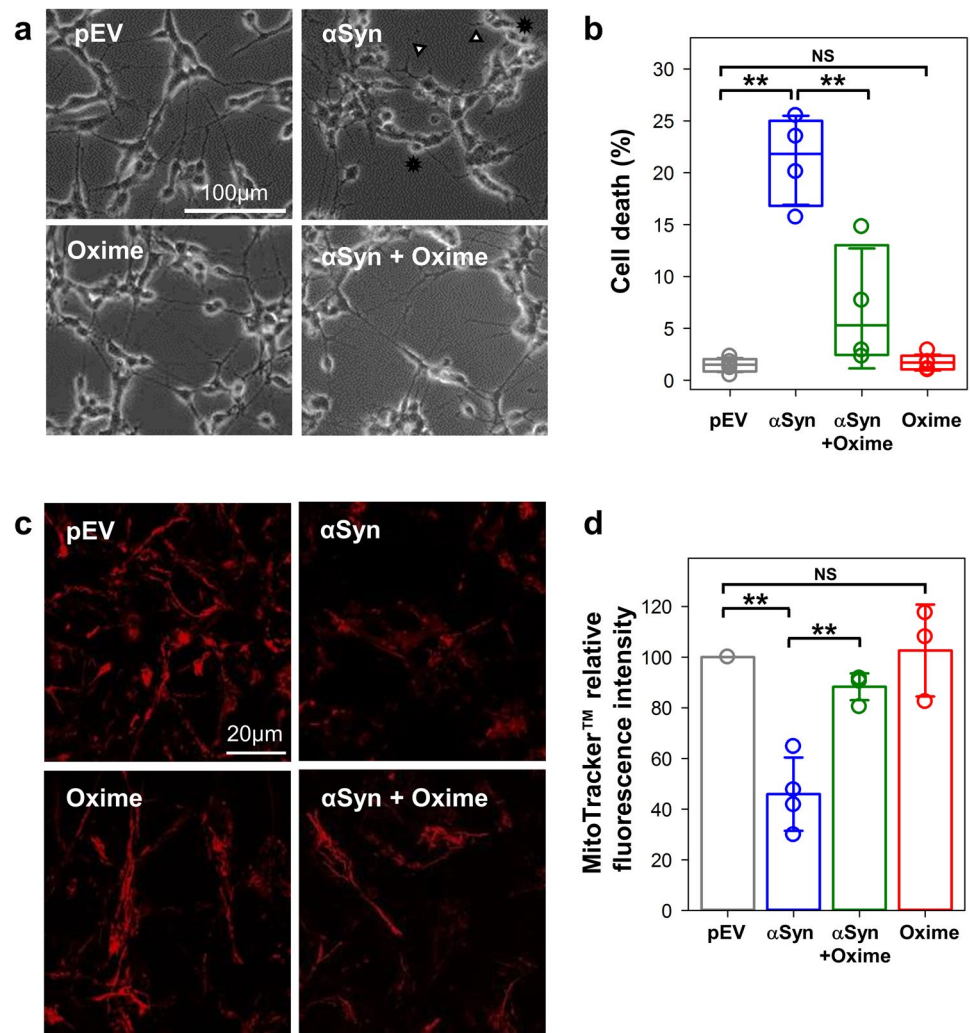 a
pEV
αSyn
100µm
Oxime
αSyn + Oxime
b
Cell death (%)
30
25
20
15
10
5
0
NS
**
**
pEV
αSyn
αSyn
+Oxime
Oxime
c
pEV
αSyn
20µm
Oxime
αSyn + Oxime
d
MitoTracker™ relative
fluorescence intensity
120
100
80
60
40
20
0
NS
**
**
pEV
αSyn
αSyn
+Oxime
Oxime